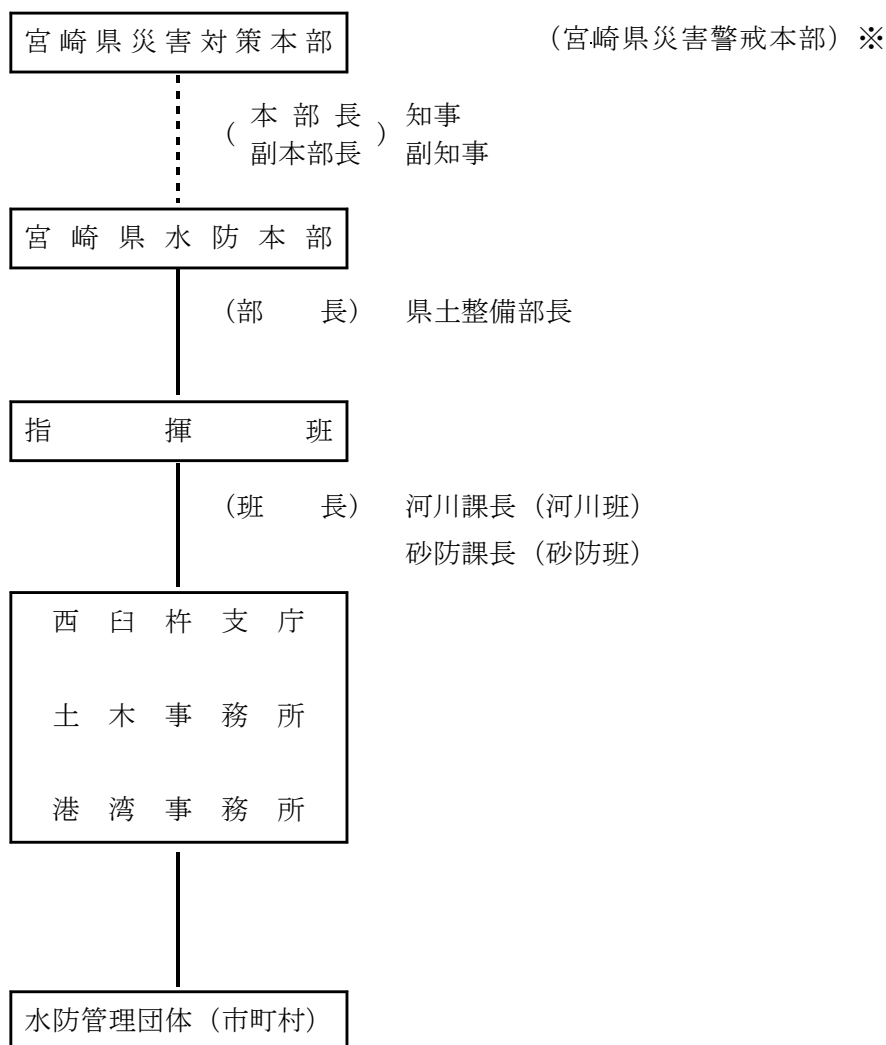 宮崎県災害対策本部 （宮崎県災害警戒本部）※
（本部長）知事
（副本部長）副知事
宮崎県水防本部
（部　長） 県土整備部長
指揮班
（班　長） 河川課長（河川班）
砂防課長（砂防班）
西臼杵支庁
土木事務所
港湾事務所
水防管理団体（市町村）